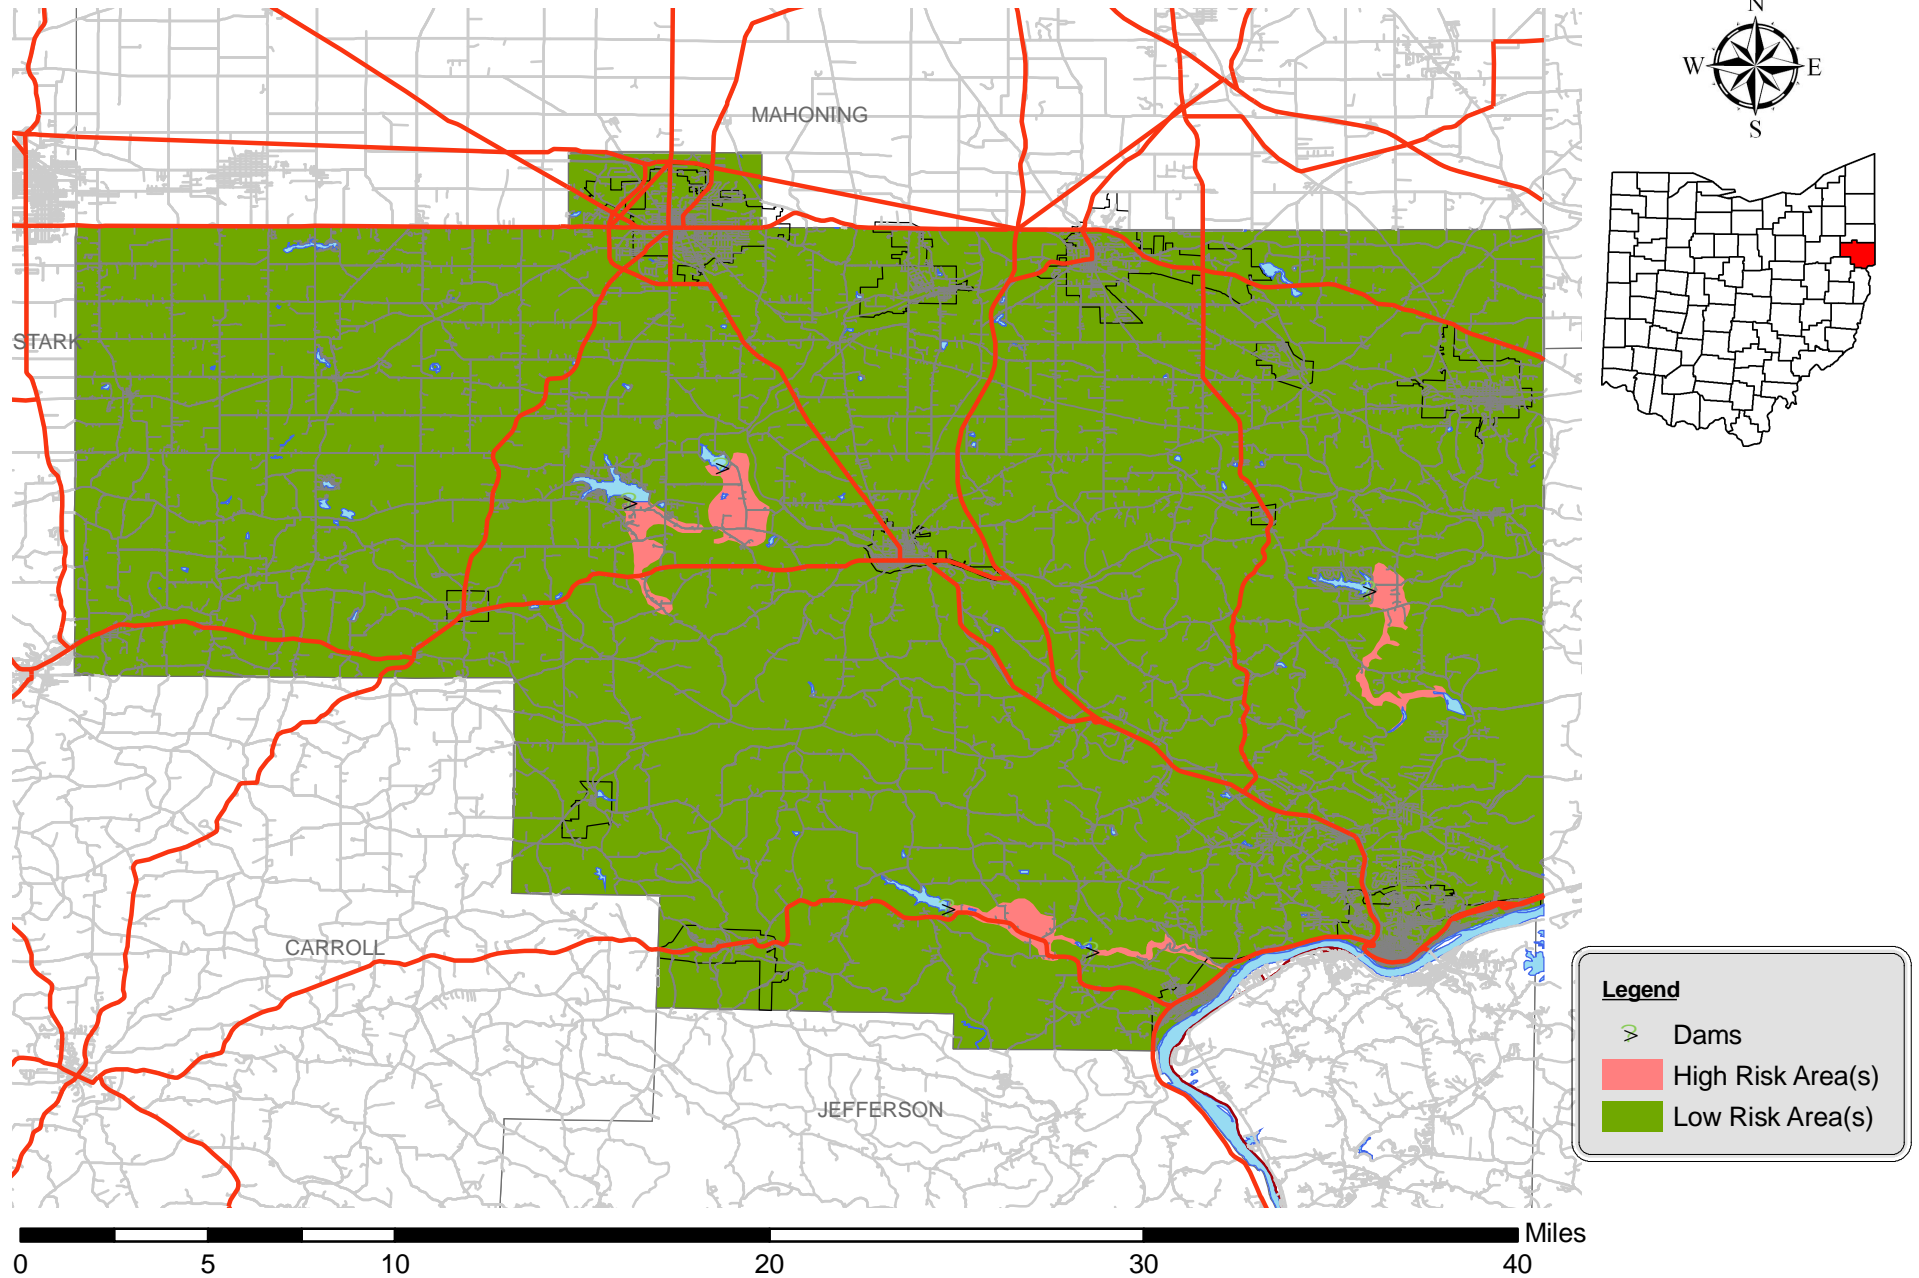 N
W E
S
MAHONING
STARK
CARROLL
JEFFERSON
Legend
Dams
High Risk Area(s)
Low Risk Area(s)
Miles
0 5 10 20 30 40